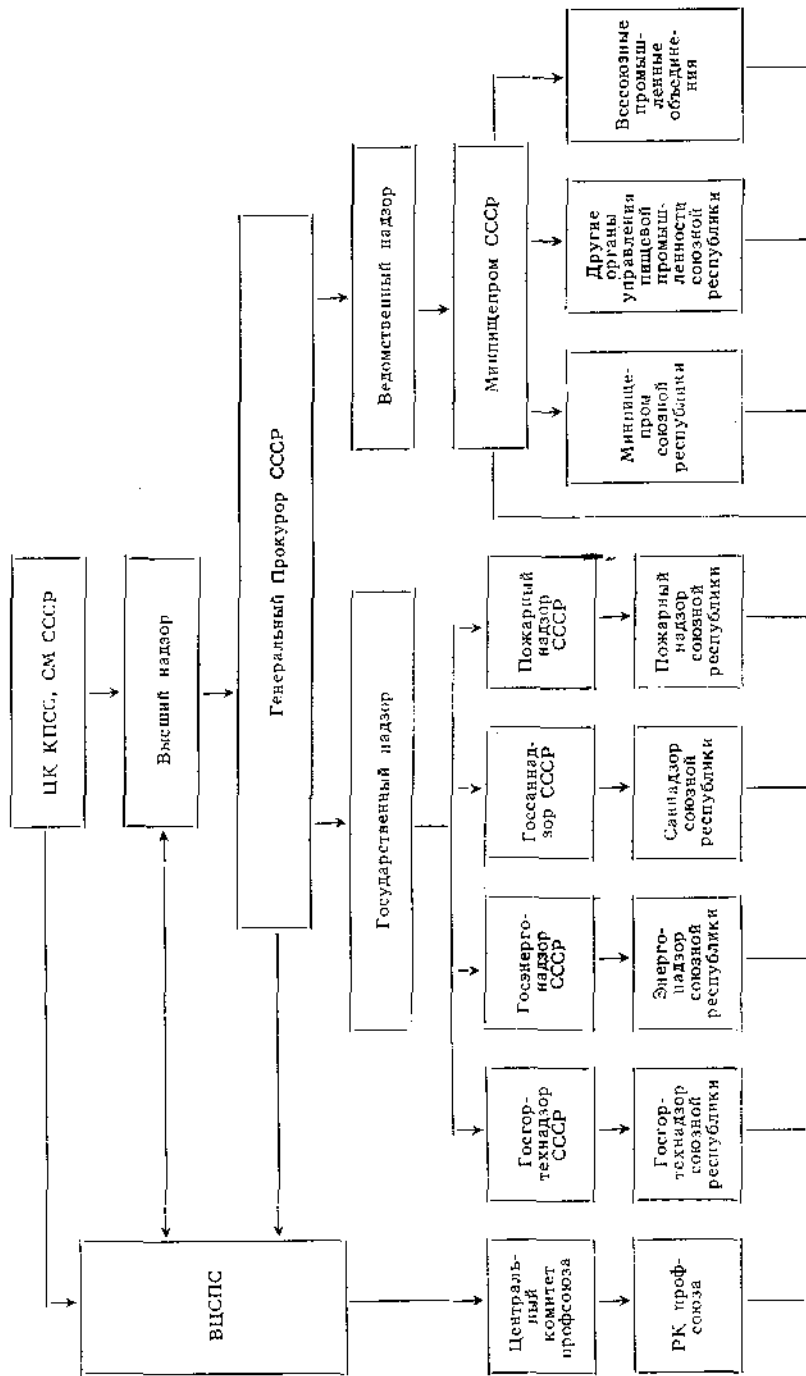 ЦК КПСС, СМ СССР
Высший надзор
Генеральный Прокурор СССР
ВЦСПС
Государственный надзор
Ведомственный надзор
Минпищепром СССР
Централь-
ный
комитет
профсоюза
Госгор-
технадзор
СССР
Госэнерго-
надзор
СССР
Госсаннад-
зор СССР
Пожарный
надзор
СССР
РК проф-
союза
Госгор-
технадзор
союзной
республики
Энерго-
надзор
союзной
республики
Саннадзор
союзной
республики
Пожарный
надзор
союзной
республики
Минпище-
пром
союзной
республики
Другие
органы
управления
пищевой
промыш-
ленности
союзной
республики
Всесоюзные
промыш-
ленные
объедине-
ния